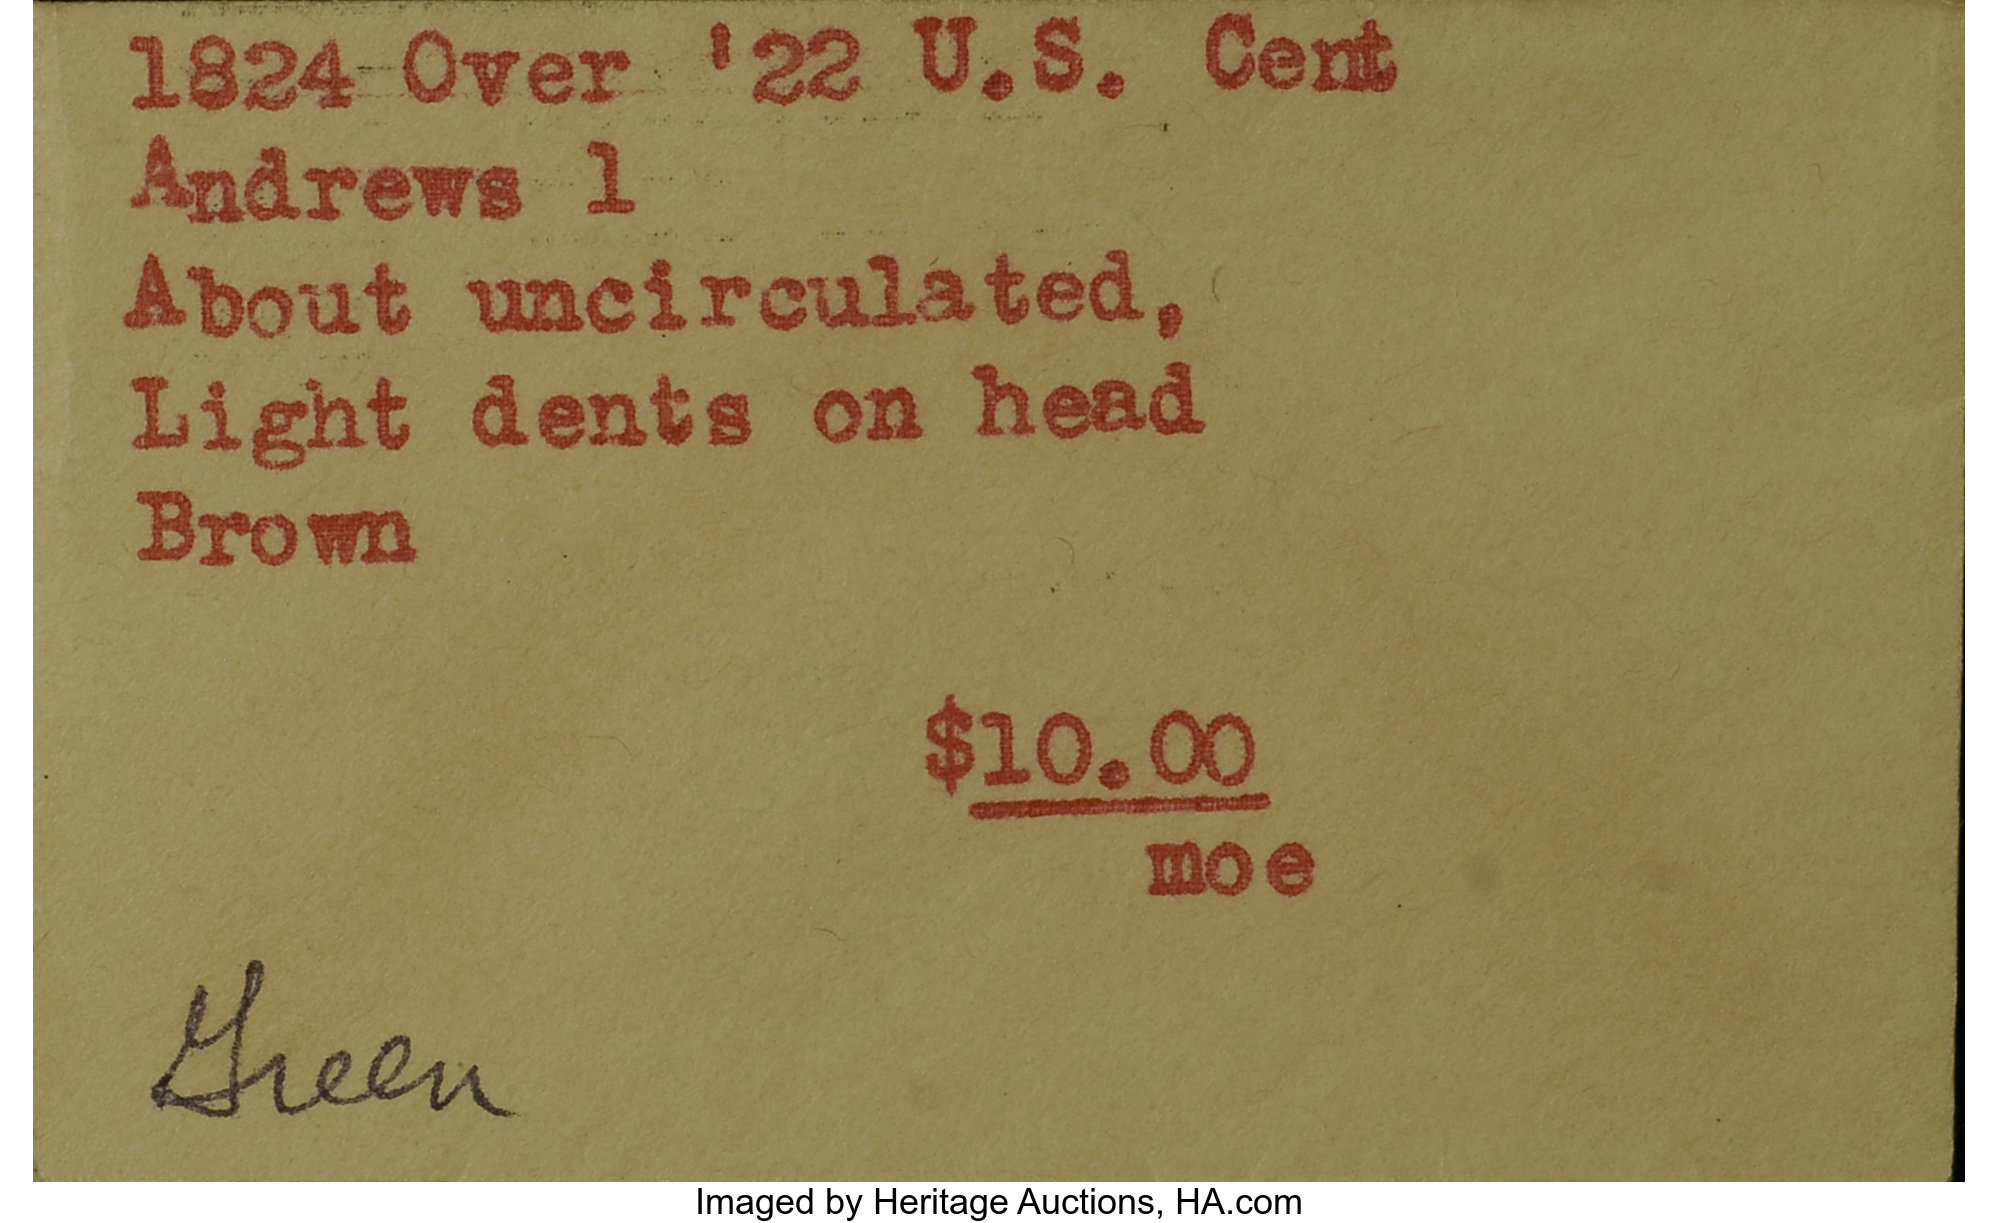 1824 Over '22 U.S. Cent
Andrews 1
About uncirculated,
Light dents on head
Brown
$10.00
moe
Green
Imaged by Heritage Auctions, HA.com